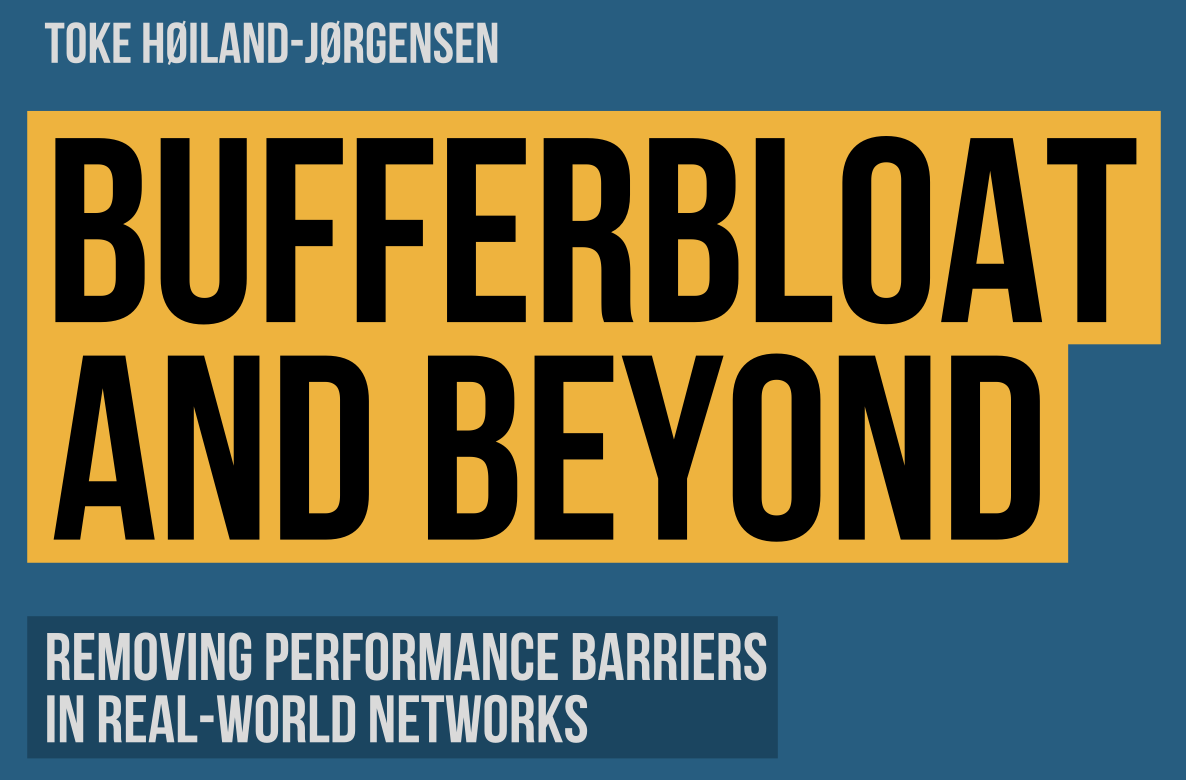 TOKE HØILAND-JØRGENSEN
BUFFERBLOAT
AND BEYOND
REMOVING PERFORMANCE BARRIERS
IN REAL-WORLD NETWORKS